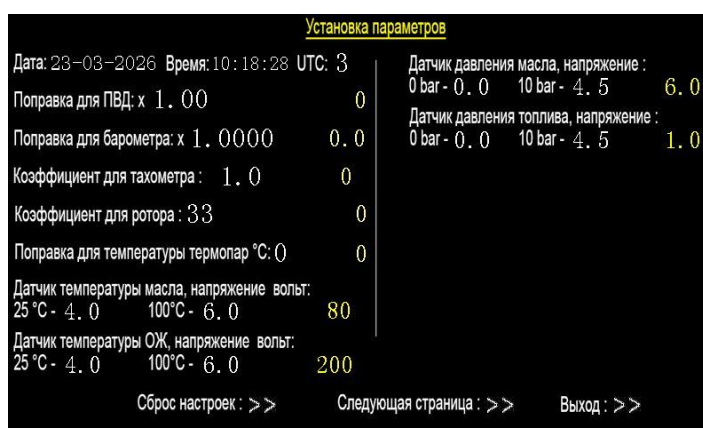 Установка параметров
Дата: 23-03-2026 Время: 10:18:28 UTC: 3
Поправка для ПВД: x 1.00 0
Поправка для барометра: x 1.0000 0.0
Коэффициент для тахометра : 1.0 0
Коэффициент для ротора : 33 0
Поправка для температуры термопар °C: 0 0
Датчик температуры масла, напряжение вольт:
25 °C - 4.0 100°C - 6.0 80
Датчик температуры ОЖ, напряжение вольт:
25 °C - 4.0 100°C - 6.0 200
Датчик давления масла, напряжение :
0 bar - 0.0 10 bar - 4.5 6.0
Датчик давления топлива, напряжение :
0 bar - 0.0 10 bar - 4.5 1.0
Сброс настроек : >> Следующая страница : >> Выход : >>